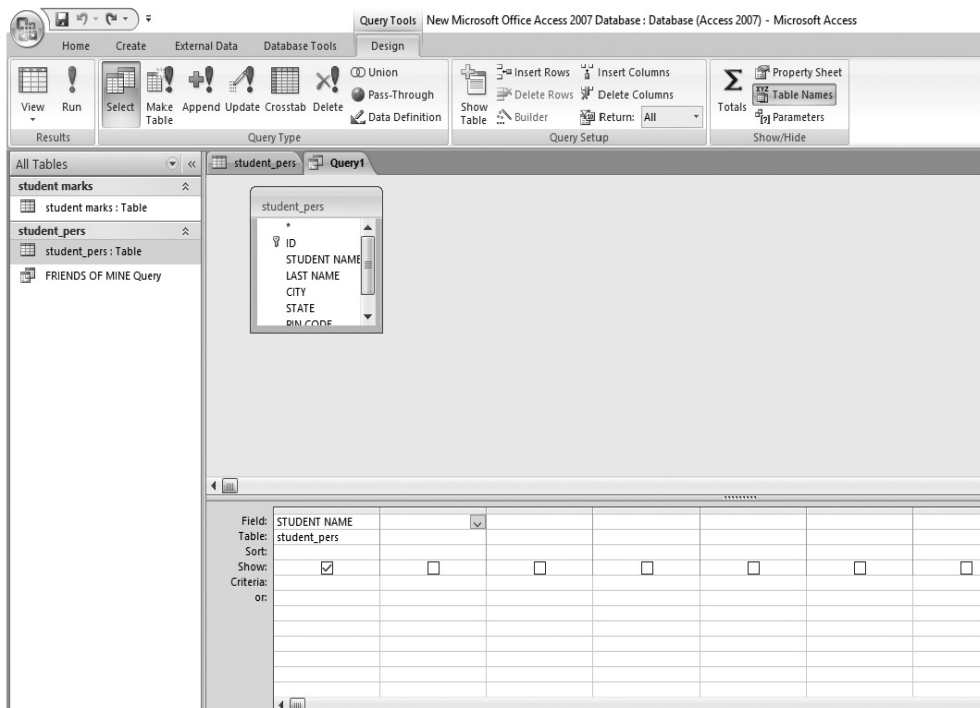 Query Tools New Microsoft Office Access 2007 Database : Database (Access 2007) - Microsoft Access
Home Create External Data Database Tools Design
View Run
Results
Select Make Table Append Update Crosstab Delete
Union
Pass-Through
Data Definition
Query Type
Show Table
Insert Rows
Delete Rows
Builder
Insert Columns
Delete Columns
Return: All
Query Setup
Σ Totals
Property Sheet
XYZ Table Names
[?] Parameters
Show/Hide
All Tables «
student marks
student marks : Table
student_pers
student_pers : Table
FRIENDS OF MINE Query
student_pers Query1
student_pers
*
ID
STUDENT NAME
LAST NAME
CITY
STATE
PIN CODE
Field: STUDENT NAME
Table: student_pers
Sort:
Show:
Criteria:
or: